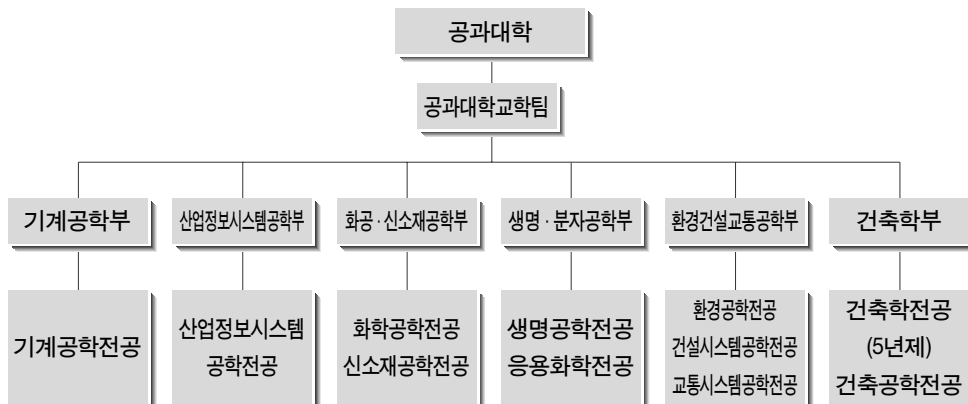 공과대학
공과대학교학팀
기계공학부
산업정보시스템공학부
화공·신소재공학부
생명·분자공학부
환경건설교통공학부
건축학부
기계공학전공
산업정보시스템
공학전공
화학공학전공
신소재공학전공
생명공학전공
응용화학전공
환경공학전공
건설시스템공학전공
교통시스템공학전공
건축학전공
(5년제)
건축공학전공